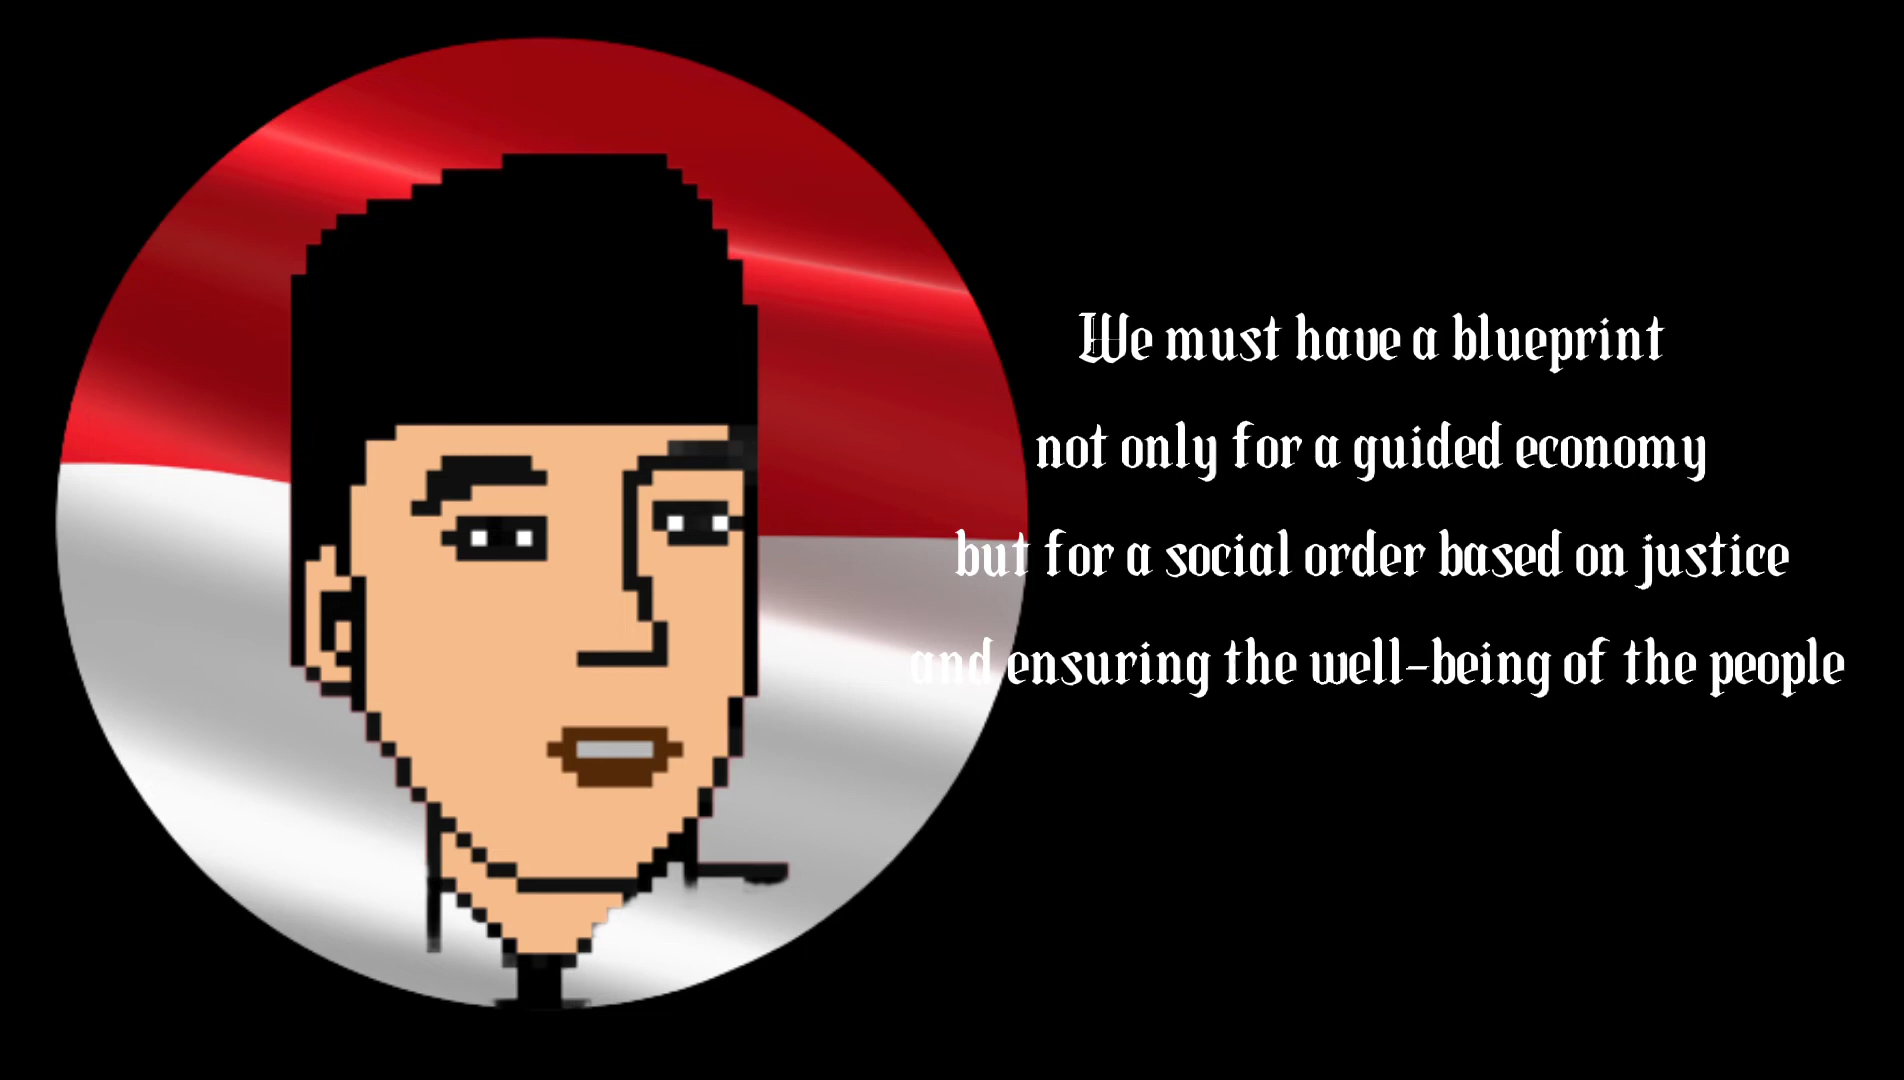 We must have a blueprint
not only for a guided economy
but for a social order based on justice
and ensuring the well-being of the people